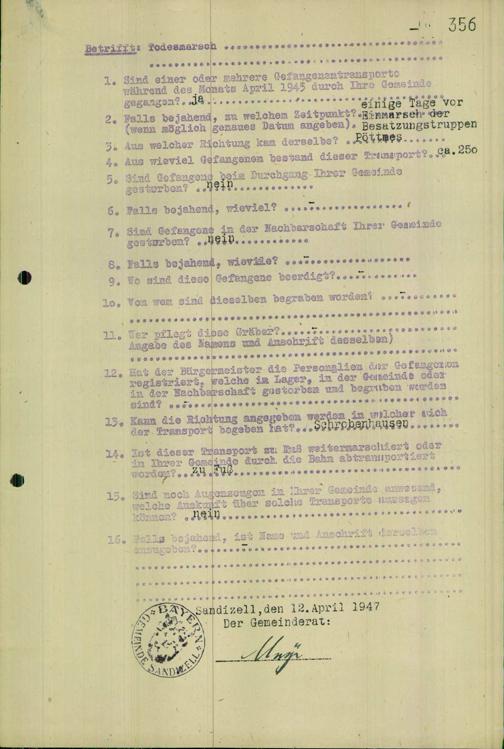 356
Betrifft: Todesmarsch
1. Sind einer oder mehrere Gefangenentransporte
während des Monats April 1945 durch Ihre Gemeinde
gegangen? ja
2. Falls bejahend, zu welchem Zeitpunkt? einige Tage vor
(wenn möglich genaues Datum angeben). Einmarsch der
Besatzungstruppen
3. Aus welcher Richtung kam derselbe? Pöttmes
4. Aus wieviel Gefangenen bestand dieser Transport? ca.25o
5. Sind Gefangene beim Durchgang Ihrer Gemeinde
gestorben? nein
6. Falls bejahend, wieviel? -
7. Sind Gefangene in der Nachbarschaft Ihrer Gemeinde
gestorben? nein
8. Falls bejahend, wieviele? -
9. Wo sind diese Gefangene beerdigt? -
1o. Von wem sind dieselben begraben worden? -
11. Wer pflegt diese Gräber? -
Angabe des Namens und Anschrift desselben)
12. Hat der Bürgermeister die Personalien der Gefangenen
registriert, welche im Lager, in der Gemeinde oder
in der Nachbarschaft gestorben und begraben worden
sind? -
13. Kann die Richtung angegeben werden in welcher sich
der Transport begeben hat? Schrobenhausen
14. Ist dieser Transport zu Fuß weitermarschiert oder
in Ihrer Gemeinde durch die Bahn abtransportiert
worden? zu Fuß
15. Sind noch Augenzeugen in Ihrer Gemeinde anwesend,
welche Auskunft über solche Transporte aussagen
können? nein
16. Falls bejahend, ist Name und Anschrift derselben
anzugeben? -
Sandizell,den 12.April 1947
Der Gemeinderat:
BAYERN
GEMEINDE SANDIZELL